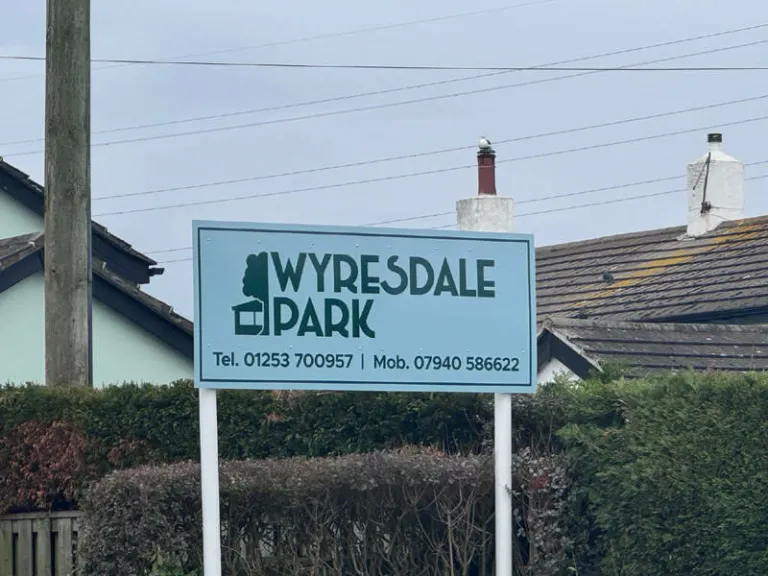 WYRESDALE
PARK
Tel. 01253 700957 | Mob. 07940 586622